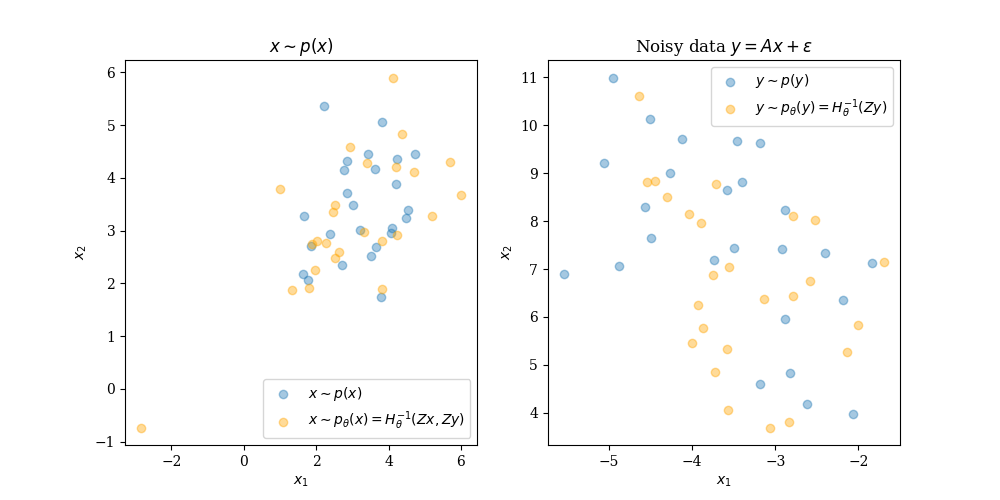 x ~ p(x)
x₂
6
5
4
3
2
1
0
−1
−2 0 2 4 6
x₁
x ~ p(x)
x ~ p_θ(x) = H_θ^{-1}(Zx, Zy)
Noisy data y = Ax + ε
x₂
11
10
9
8
7
6
5
4
−5 −4 −3 −2
x₁
y ~ p(y)
y ~ p_θ(y) = H_θ^{-1}(Zy)